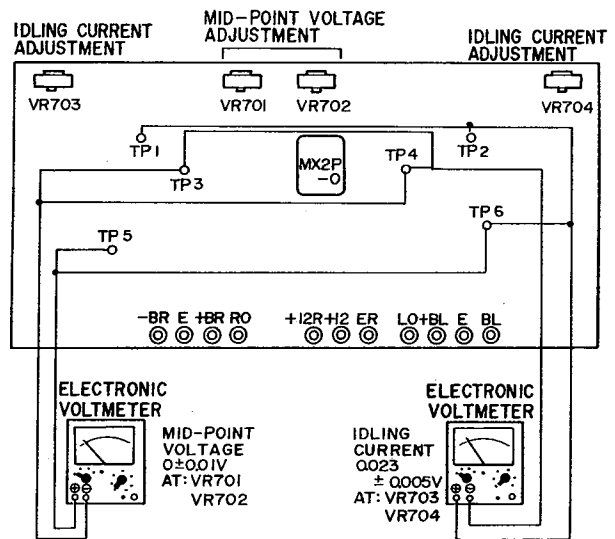 IDLING CURRENT
ADJUSTMENT
MID-POINT VOLTAGE
ADJUSTMENT
IDLING CURRENT
ADJUSTMENT
VR703
VR701
VR702
VR704
TP1
TP2
TP3
MX2P
-O
TP4
TP5
TP6
-BR E +BR RO
+12R+12 ER
LO+BL E BL
ELECTRONIC
VOLTMETER
MID-POINT
VOLTAGE
0±0.01V
AT:VR701
VR702
ELECTRONIC
VOLTMETER
IDLING
CURRENT
0.023
± 0.005V
AT:VR703
VR704
⊕ ⊖
⊕ ⊖